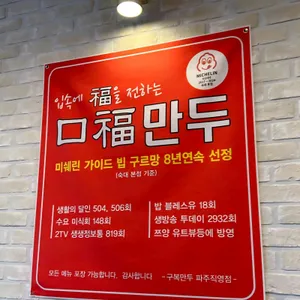 입속에 福을 전하는
口福만두
미쉐린 가이드 빕 구르망 8년연속 선정
(숙대 본점 기준)
생활의 달인 504, 506회
수요 미식회 148회
2TV 생생정보통 819회
밥 블레스유 18회
생방송 투데이 2932회
쯔양 유트뷰등에 방영
모든 메뉴 포장 가능합니다. 감사합니다
-구복만두 파주직영점-
MICHELIN